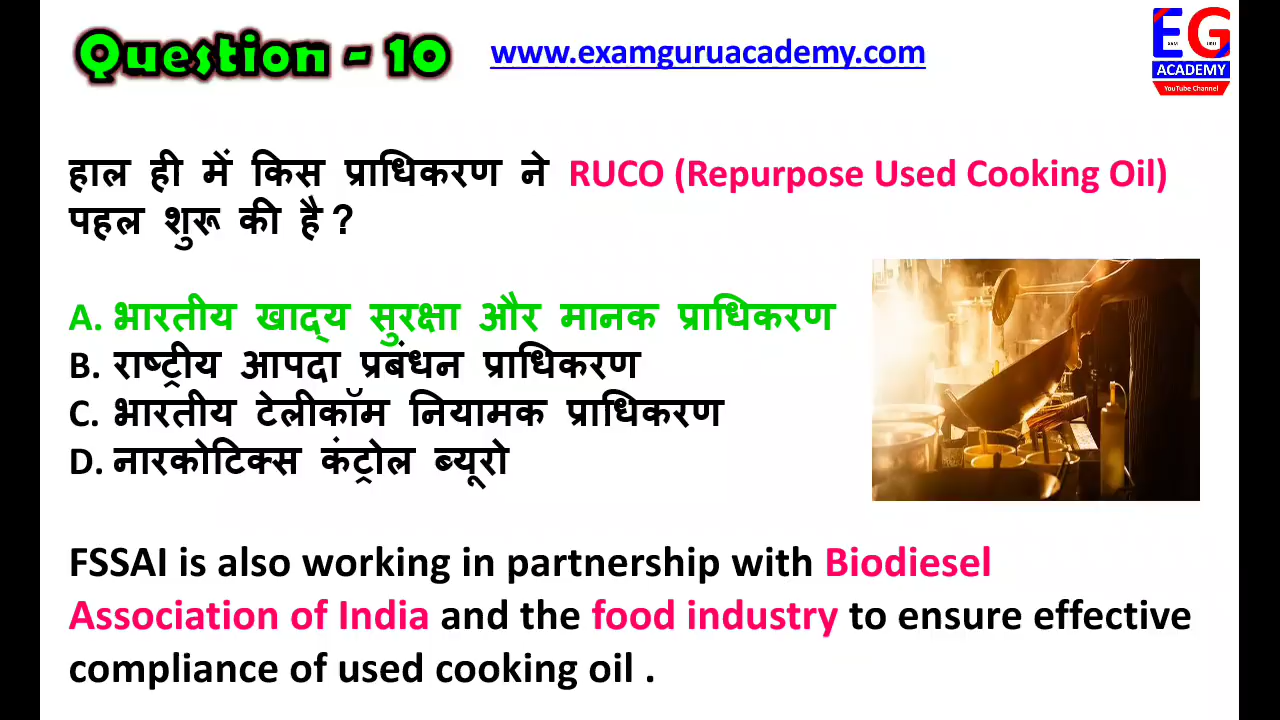 Question - 10
www.examguruacademy.com
EG
ACADEMY
YouTube Channel
हाल ही में किस प्राधिकरण ने RUCO (Repurpose Used Cooking Oil)
पहल शुरू की है ?
A. भारतीय खाद्य सुरक्षा और मानक प्राधिकरण
B. राष्ट्रीय आपदा प्रबंधन प्राधिकरण
C. भारतीय टेलीकॉम नियामक प्राधिकरण
D. नारकोटिक्स कंट्रोल ब्यूरो
FSSAI is also working in partnership with Biodiesel
Association of India and the food industry to ensure effective
compliance of used cooking oil .